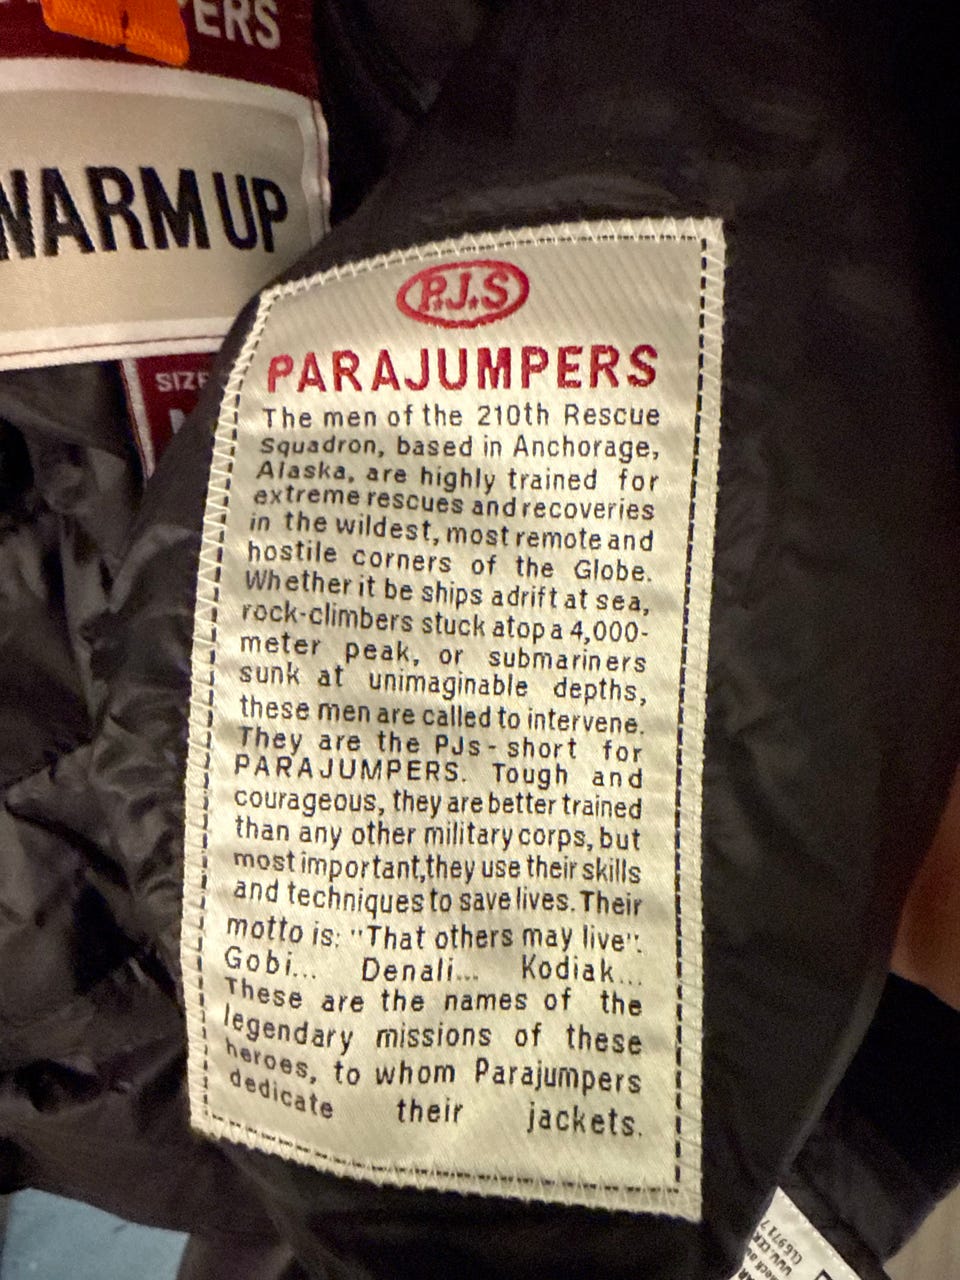 WARM UP
SIZE
P.J.S
PARAJUMPERS
The men of the 210th Rescue
Squadron, based in Anchorage,
Alaska, are highly trained for
extreme rescues and recoveries
in the wildest, most remote and
hostile corners of the Globe.
Whether it be ships adrift at sea,
rock-climbers stuck atop a 4,000-
meter peak, or submariners
sunk at unimaginable depths,
these men are called to intervene.
They are the PJs - short for
PARAJUMPERS. Tough and
courageous, they are better trained
than any other military corps, but
most important,they use their skills
and techniques to save lives. Their
motto is: "That others may live".
Gobi... Denali... Kodiak...
These are the names of the
legendary missions of these
heroes, to whom Parajumpers
dedicate their jackets.